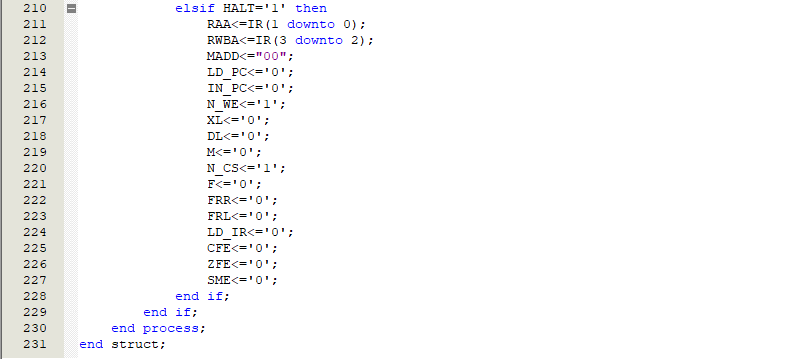 210 elsif HALT='1' then
211 RAA<=IR(1 downto 0);
212 RWBA<=IR(3 downto 2);
213 MADD<="00";
214 LD_PC<='0';
215 IN_PC<='0';
216 N_WE<='1';
217 XL<='0';
218 DL<='0';
219 M<='0';
220 N_CS<='1';
221 F<='0';
222 FRR<='0';
223 FRL<='0';
224 LD_IR<='0';
225 CFE<='0';
226 ZFE<='0';
227 SME<='0';
228 end if;
229 end if;
230 end process;
231 end struct;